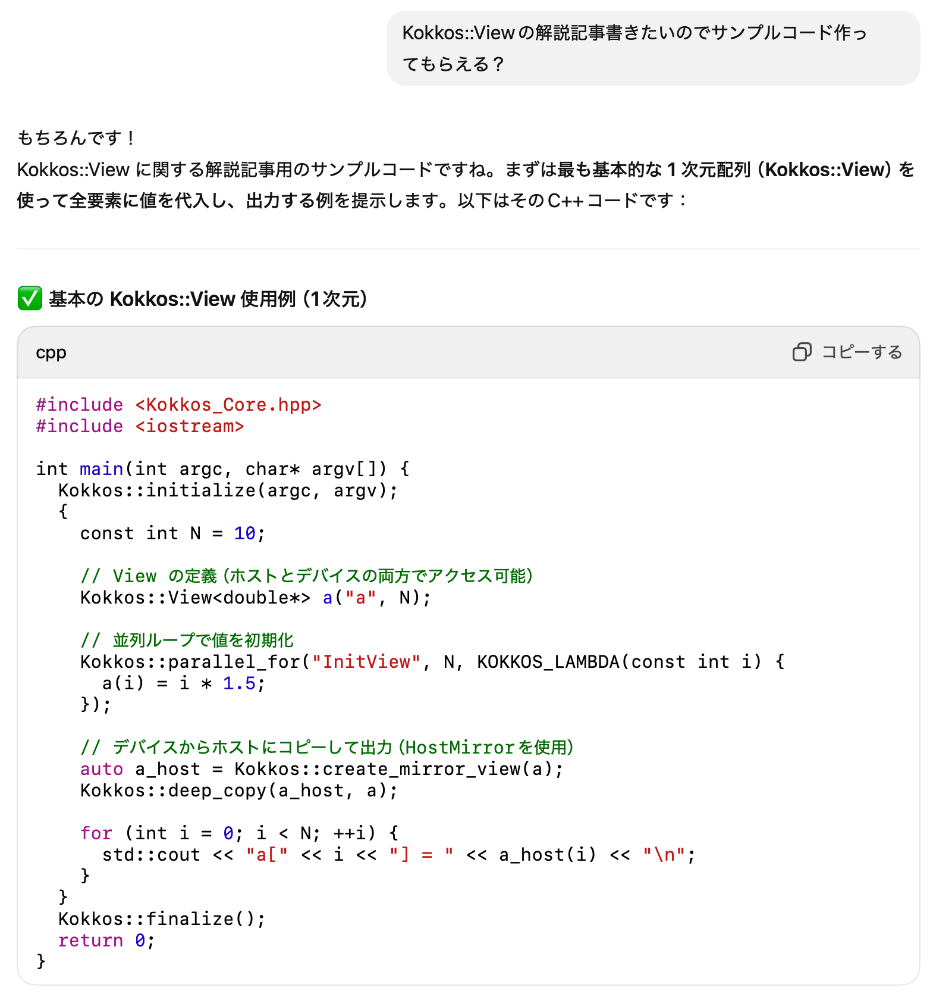 Kokkos::Viewの解説記事書きたいのでサンプルコード作っ
てもらえる？
もちろんです！
Kokkos::View に関する解説記事用のサンプルコードですね。まずは最も基本的な 1 次元配列（Kokkos::View）を
使って全要素に値を代入し、出力する例を提示します。以下はそのC++コードです：
✅ 基本の Kokkos::View 使用例（1次元）
cpp
コピーする
#include <Kokkos_Core.hpp>
#include <iostream>
int main(int argc, char* argv[]) {
  Kokkos::initialize(argc, argv);
  {
    const int N = 10;
    // View の定義（ホストとデバイスの両方でアクセス可能）
    Kokkos::View<double*> a("a", N);
    // 並列ループで値を初期化
    Kokkos::parallel_for("InitView", N, KOKKOS_LAMBDA(const int i) {
      a(i) = i * 1.5;
    });
    // デバイスからホストにコピーして出力（HostMirrorを使用）
    auto a_host = Kokkos::create_mirror_view(a);
    Kokkos::deep_copy(a_host, a);
    for (int i = 0; i < N; ++i) {
      std::cout << "a[" << i << "] = " << a_host(i) << "\n";
    }
  }
  Kokkos::finalize();
  return 0;
}